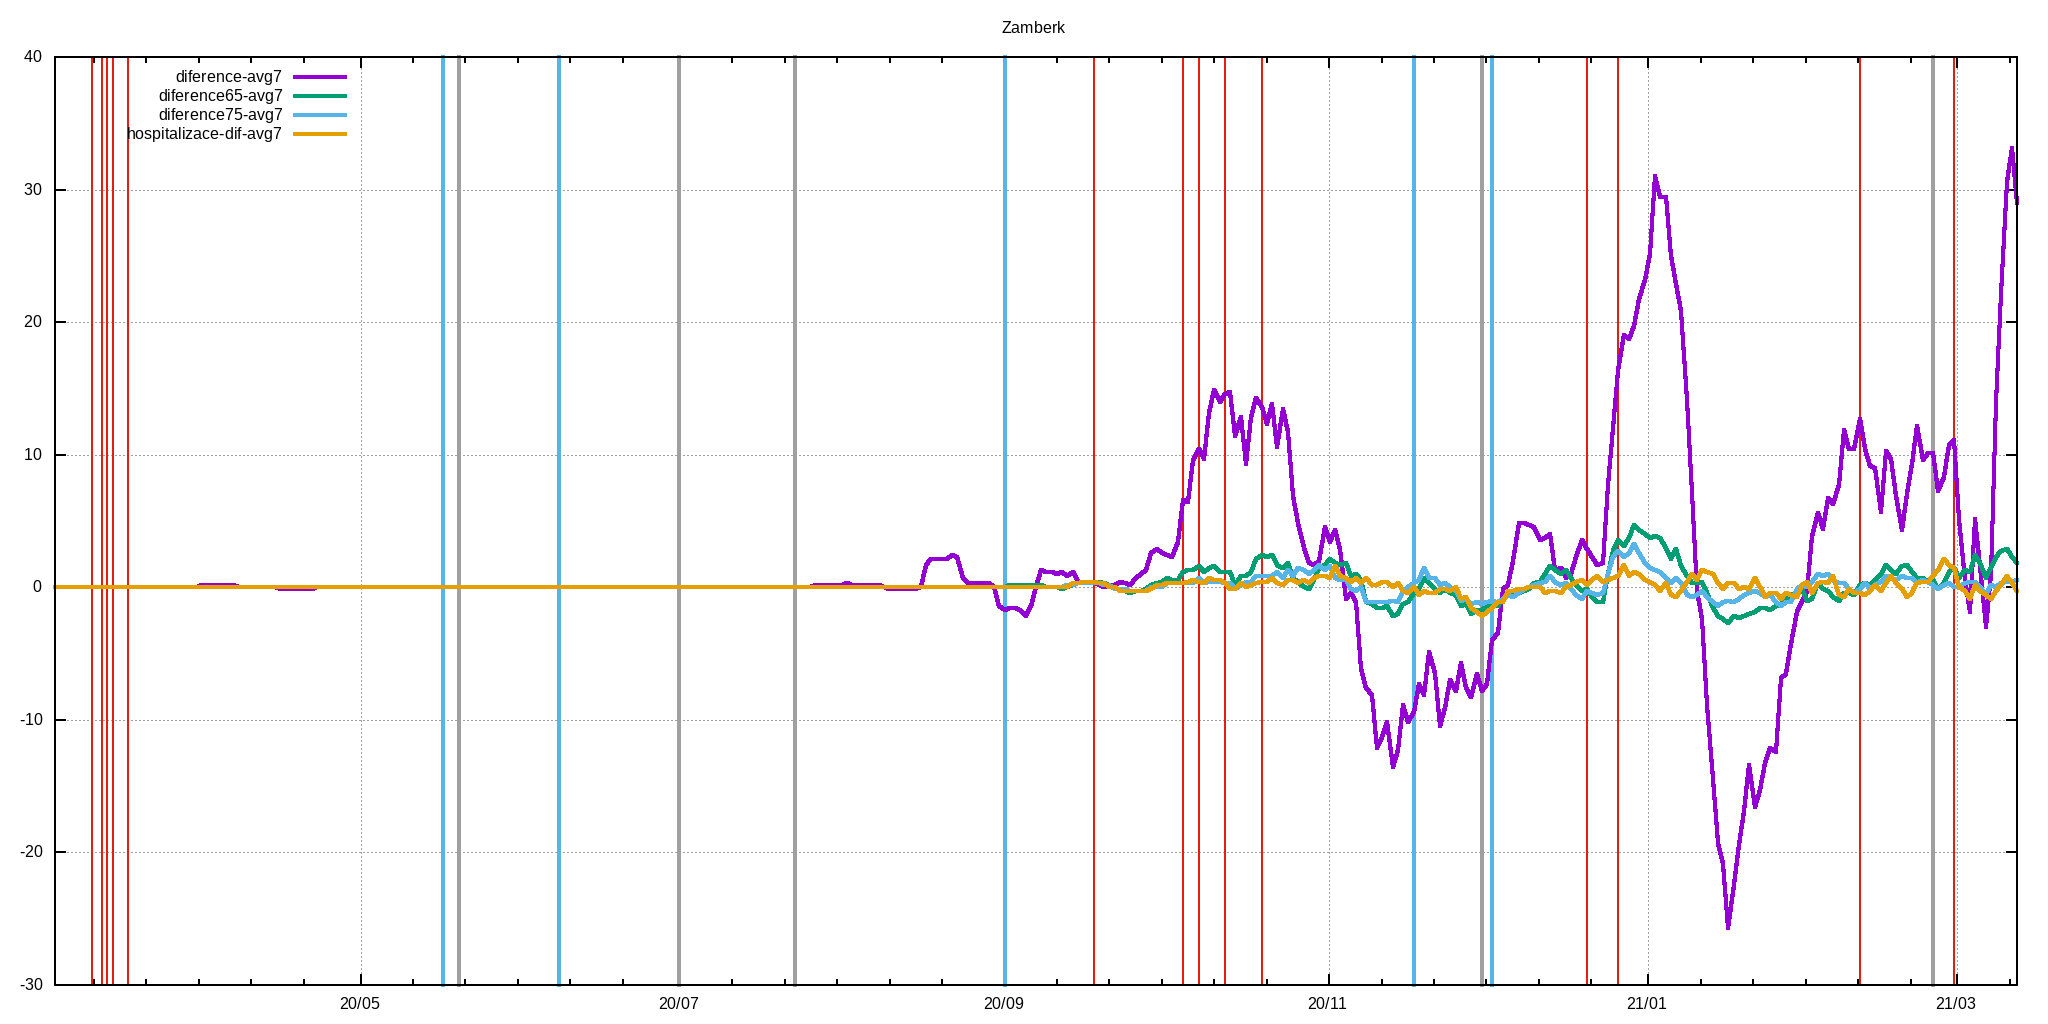 Zamberk
40
diference-avg7
diference65-avg7
diference75-avg7
hospitalizace-dif-avg7
30
20
10
0
-10
-20
-30
20/05 20/07 20/09 20/11 21/01 21/03